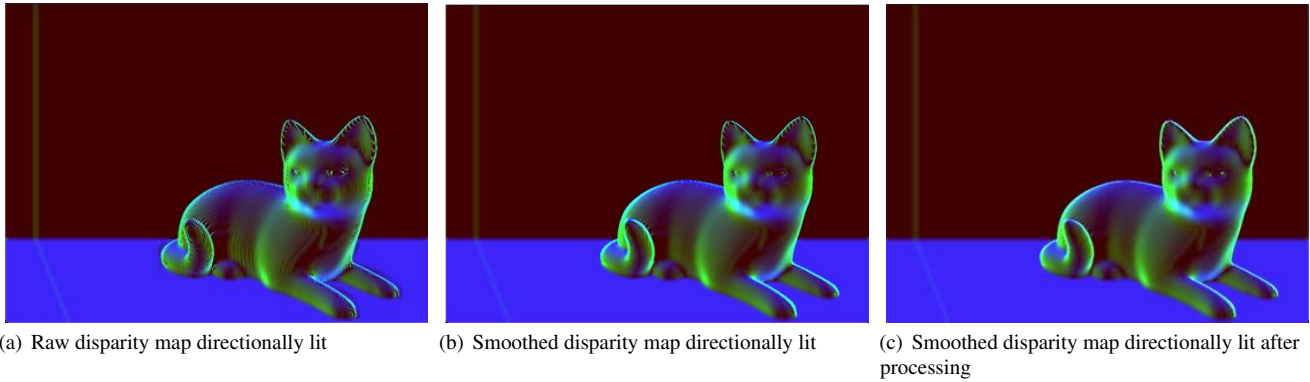 (a) Raw disparity map directionally lit
(b) Smoothed disparity map directionally lit
(c) Smoothed disparity map directionally lit after
processing